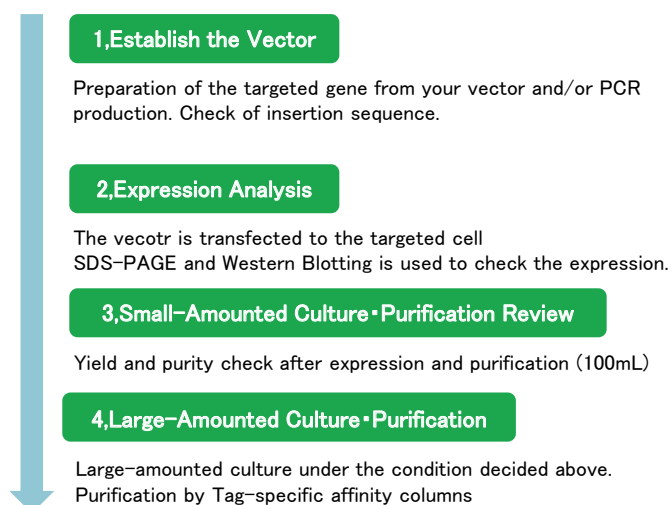 1,Establish the Vector
Preparation of the targeted gene from your vector and/or PCR
production. Check of insertion sequence.
2,Expression Analysis
The vecotr is transfected to the targeted cell
SDS-PAGE and Western Blotting is used to check the expression.
3,Small-Amounted Culture・Purification Review
Yield and purity check after expression and purification (100mL)
4,Large-Amounted Culture・Purification
Large-amounted culture under the condition decided above.
Purification by Tag-specific affinity columns